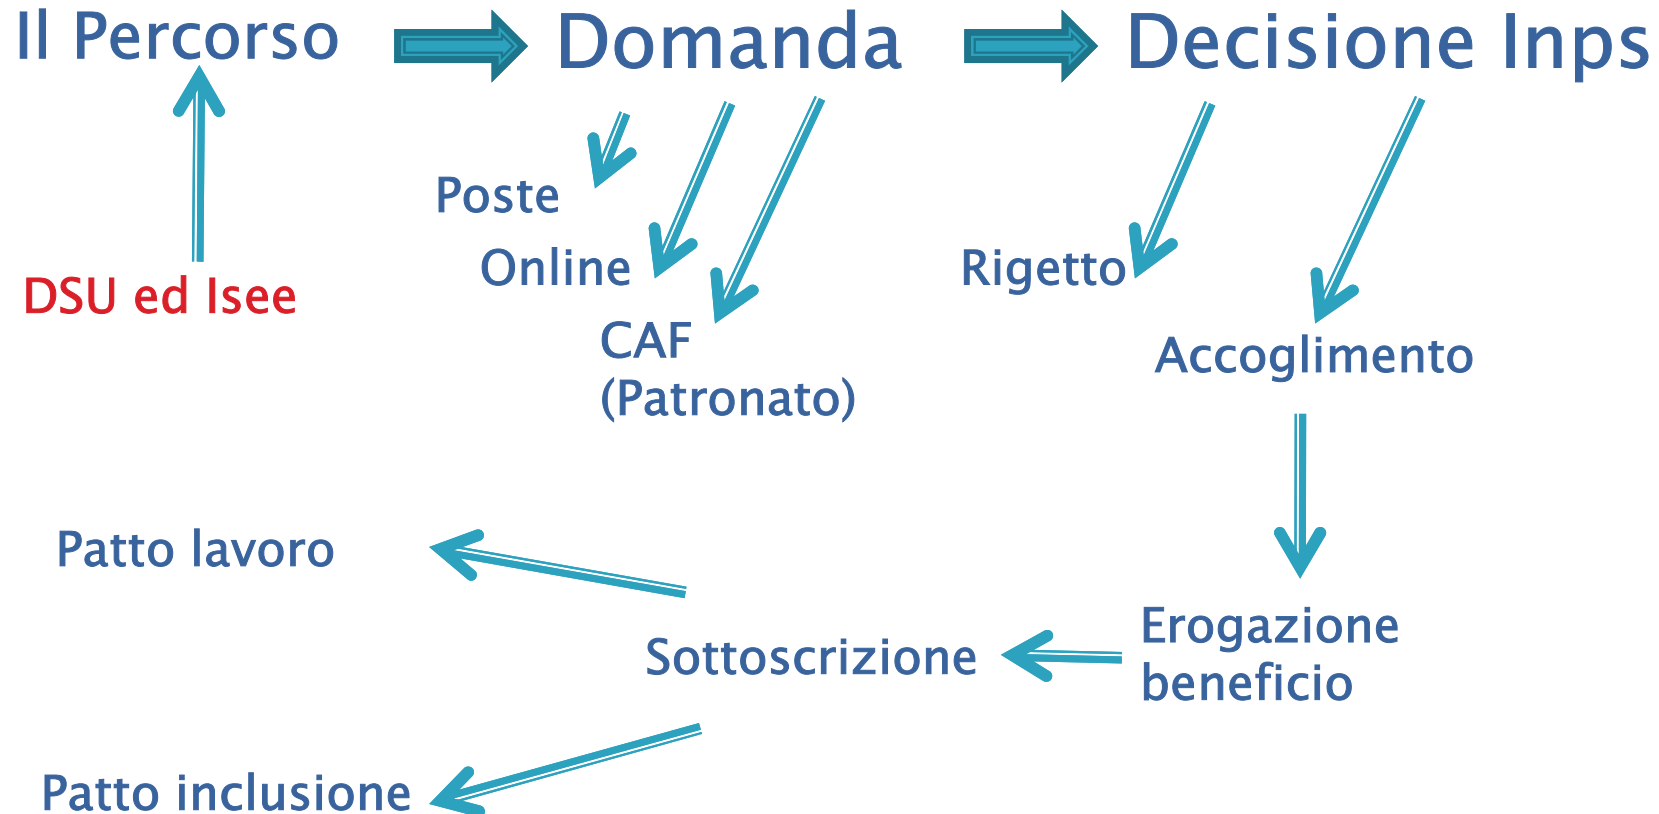 Il Percorso
Domanda
Decisione Inps
Poste
Online
CAF
(Patronato)
DSU ed Isee
Rigetto
Accoglimento
Erogazione
beneficio
Sottoscrizione
Patto lavoro
Patto inclusione